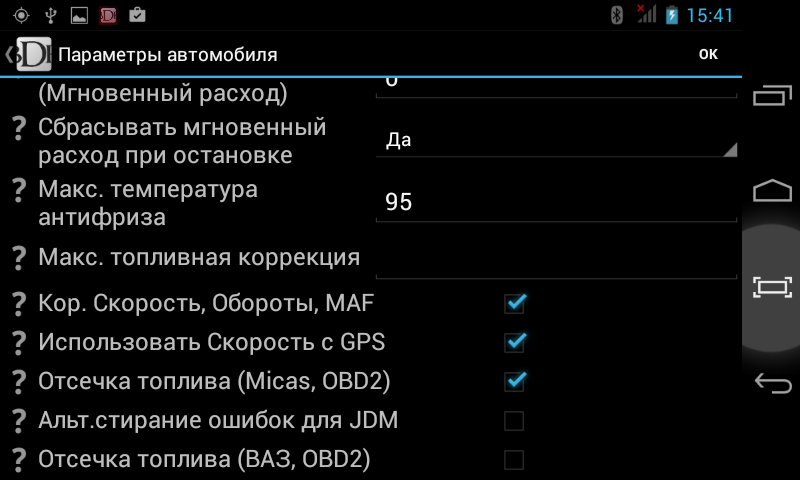 15:41
Параметры автомобиля
ОК
(Мгновенный расход)
Сбрасывать мгновенный
расход при остановке
Да
Макс. температура
антифриза
95
Макс. топливная коррекция
Кор. Скорость, Обороты, MAF
Использовать Скорость с GPS
Отсечка топлива (Micas, OBD2)
Альт.стирание ошибок для JDM
Отсечка топлива (ВАЗ, OBD2)